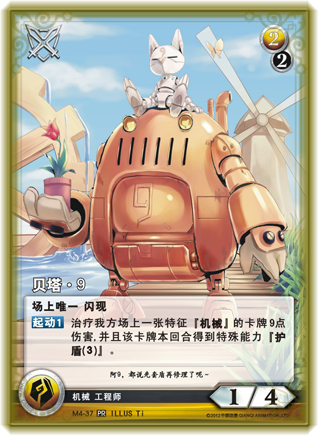 2
2
贝塔·9
场上唯一 闪现
起动1 治疗我方场上一张特征『机械』的卡牌9点
伤害,并且该卡牌本回合得到特殊能力『护
盾(3)』。
阿9，都说先套盾再修理了呢~
机械 工程师
1/4
M4-37 PR ILLUS Ti